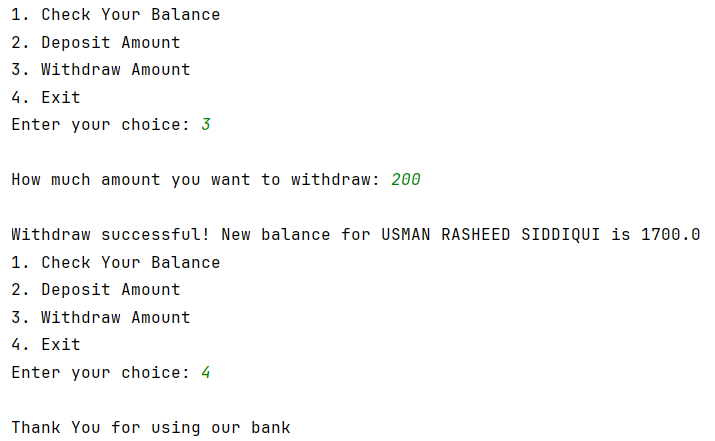 1. Check Your Balance
2. Deposit Amount
3. Withdraw Amount
4. Exit
Enter your choice: 3
How much amount you want to withdraw: 200
Withdraw successful! New balance for USMAN RASHEED SIDDIQUI is 1700.0
1. Check Your Balance
2. Deposit Amount
3. Withdraw Amount
4. Exit
Enter your choice: 4
Thank You for using our bank